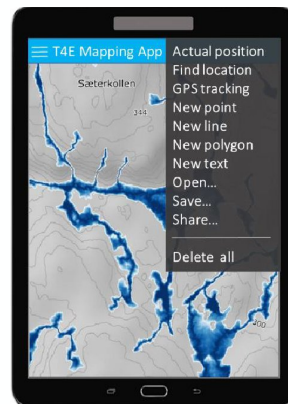 T4E Mapping App
Actual position
Find location
GPS tracking
New point
New line
New polygon
New text
Open...
Save...
Share...
Delete all
Sæterkollen
344
300